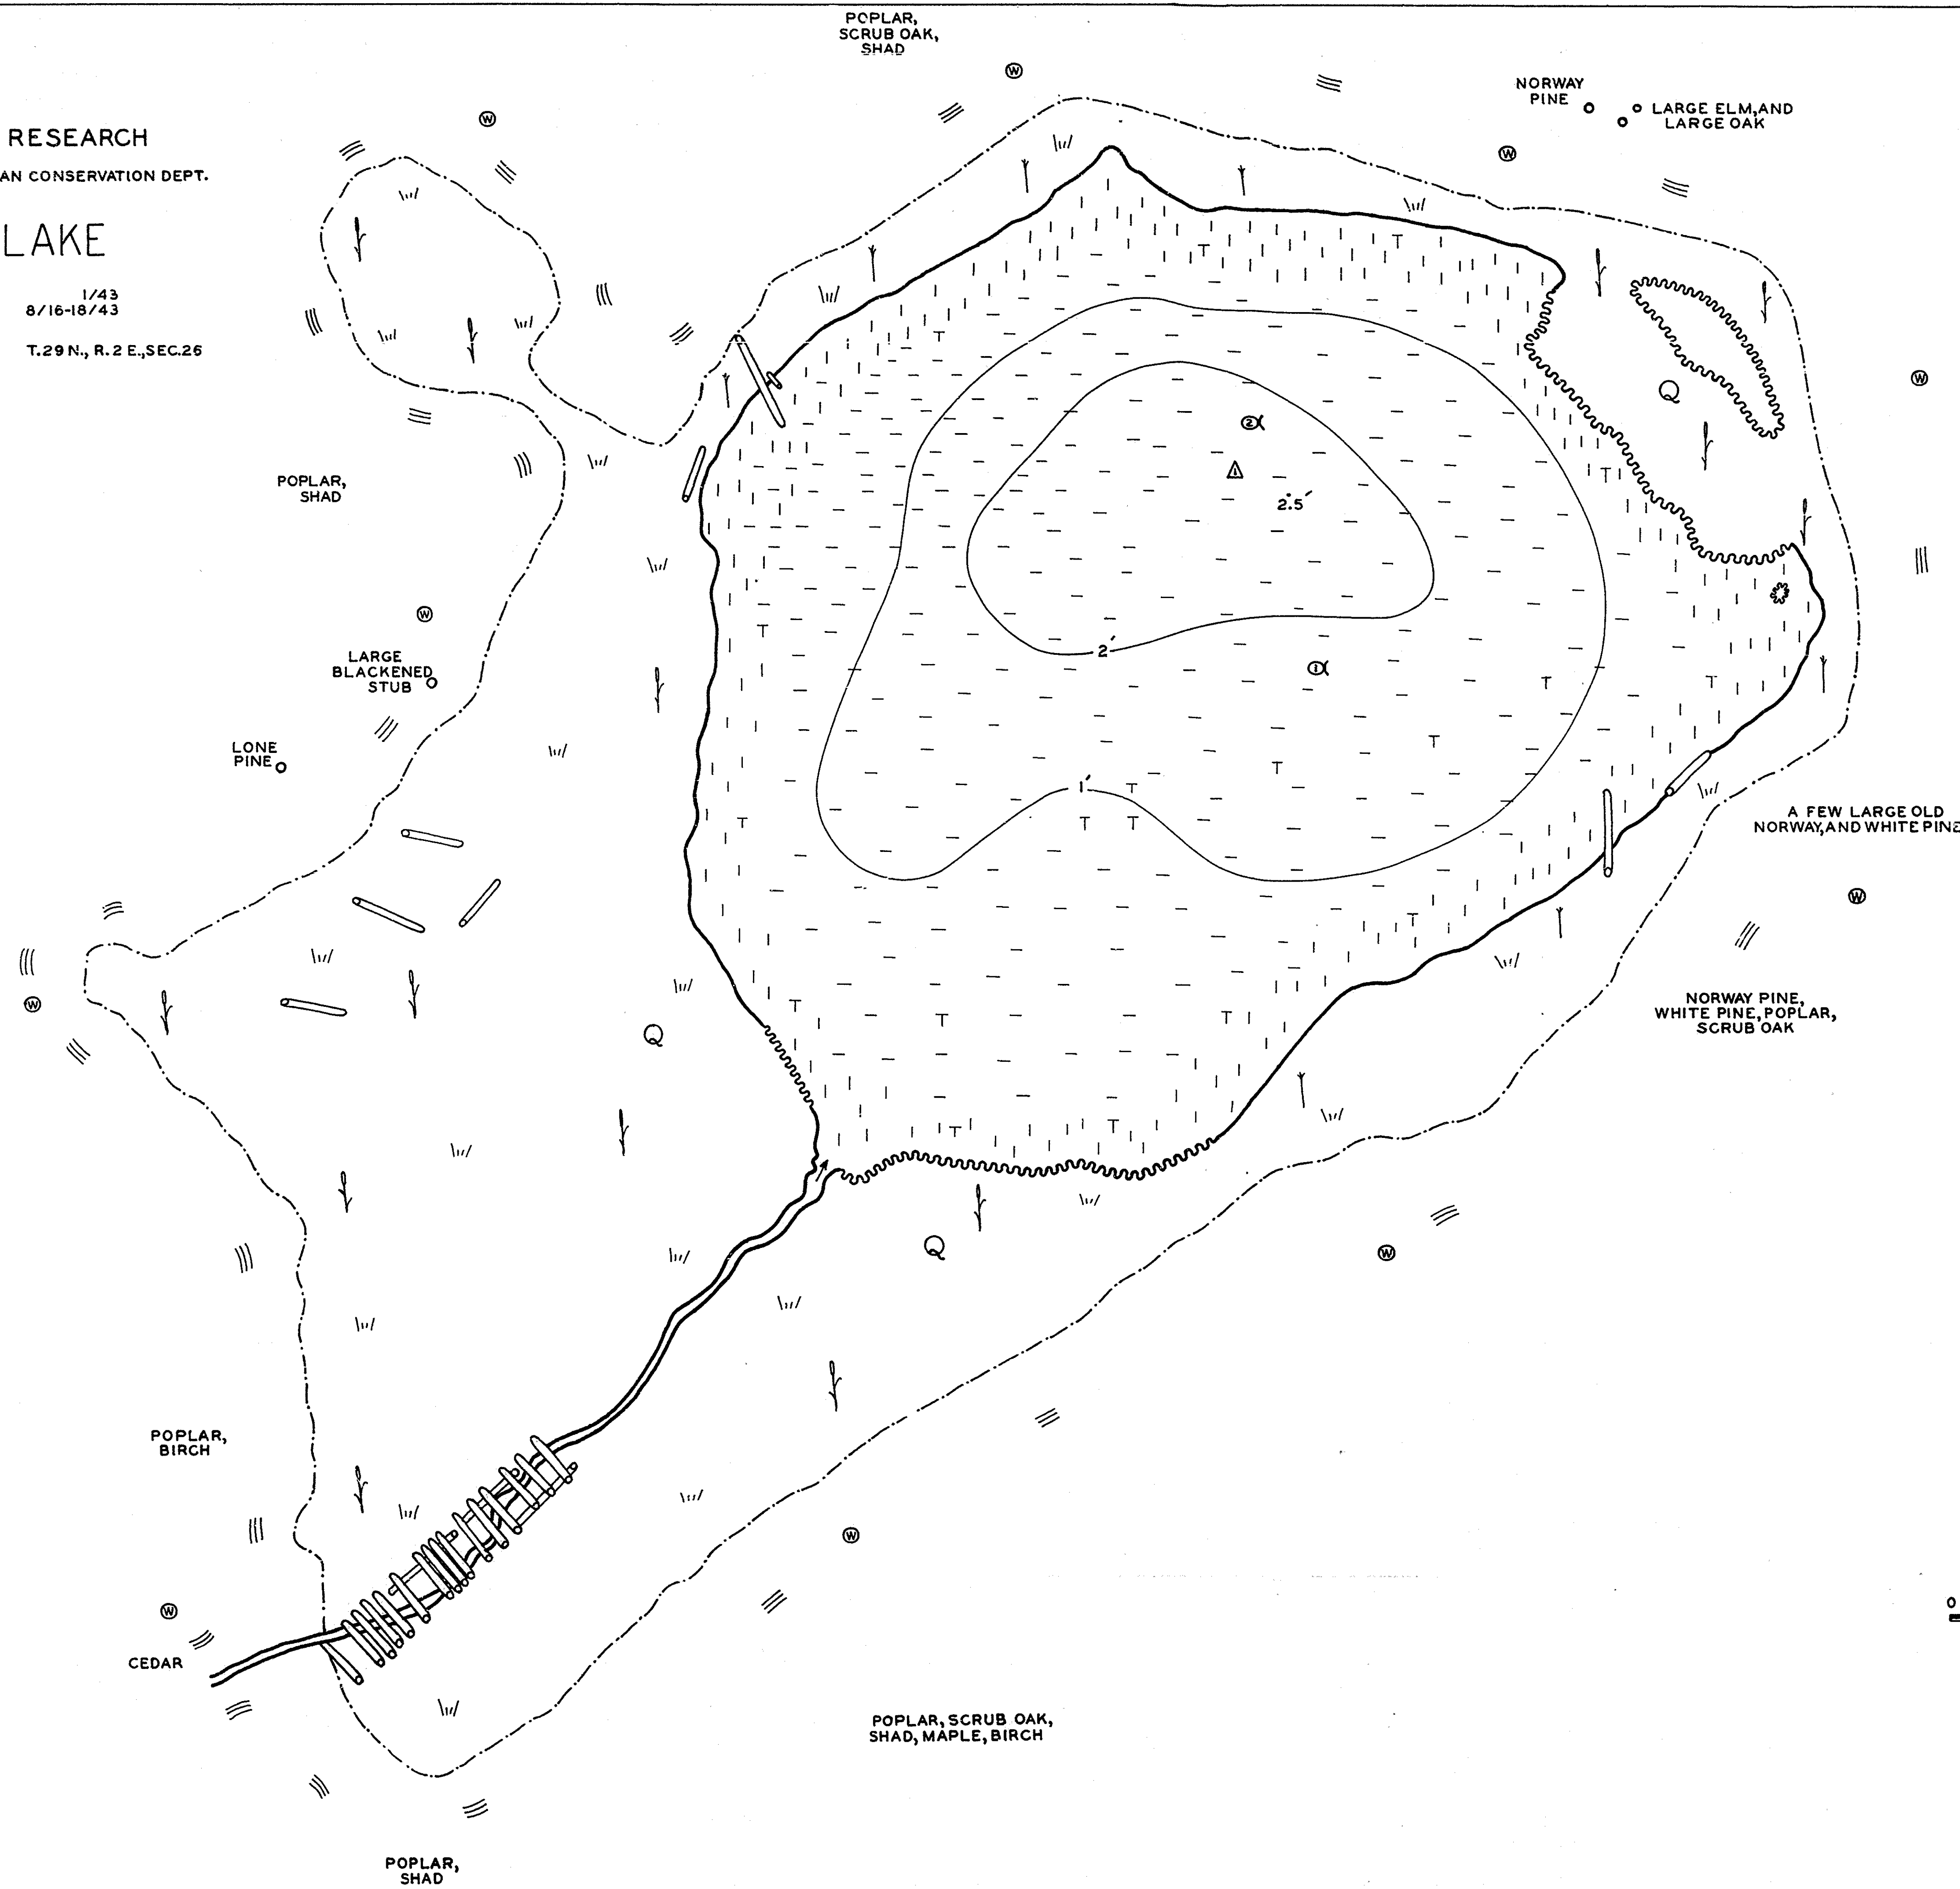 RESEARCH
AN CONSERVATION DEPT.
LAKE
1/43
8/16-18/43
T.29 N., R.2 E., SEC.26
POPLAR,
SCRUB OAK,
SHAD
W
W
NORWAY
PINE
LARGE ELM, AND
LARGE OAK
W
W
Q
2
1
2.5´
POPLAR,
SHAD
W
LARGE
BLACKENED
STUB
2´
1
LONE
PINE
1´
A FEW LARGE OLD
NORWAY, AND WHITE PINE
W
W
NORWAY PINE,
WHITE PINE, POPLAR,
SCRUB OAK
Q
Q
W
POPLAR,
BIRCH
W
W
O
CEDAR
POPLAR, SCRUB OAK,
SHAD, MAPLE, BIRCH
POPLAR,
SHAD